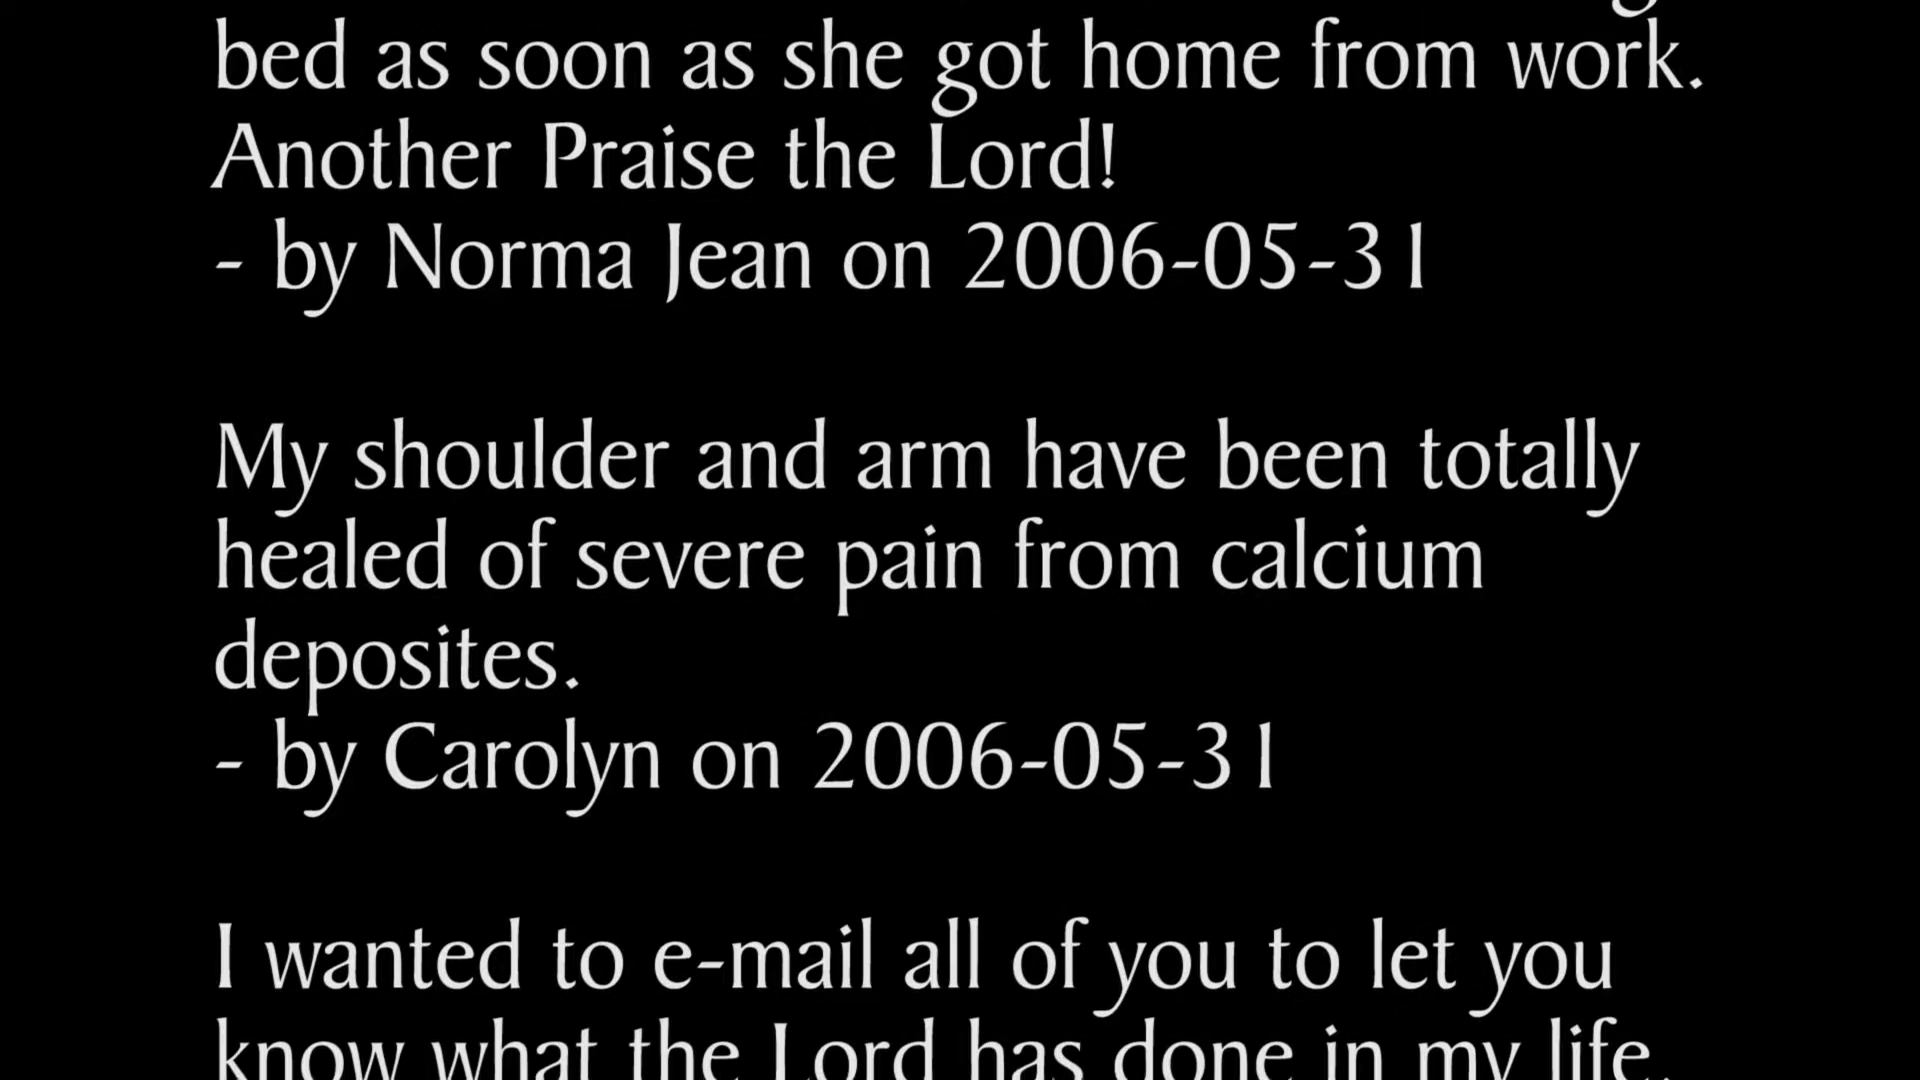 bed as soon as she got home from work.
Another Praise the Lord!
- by Norma Jean on 2006-05-31
My shoulder and arm have been totally
healed of severe pain from calcium
deposites.
- by Carolyn on 2006-05-31
I wanted to e-mail all of you to let you
know what the Lord has done in my life.